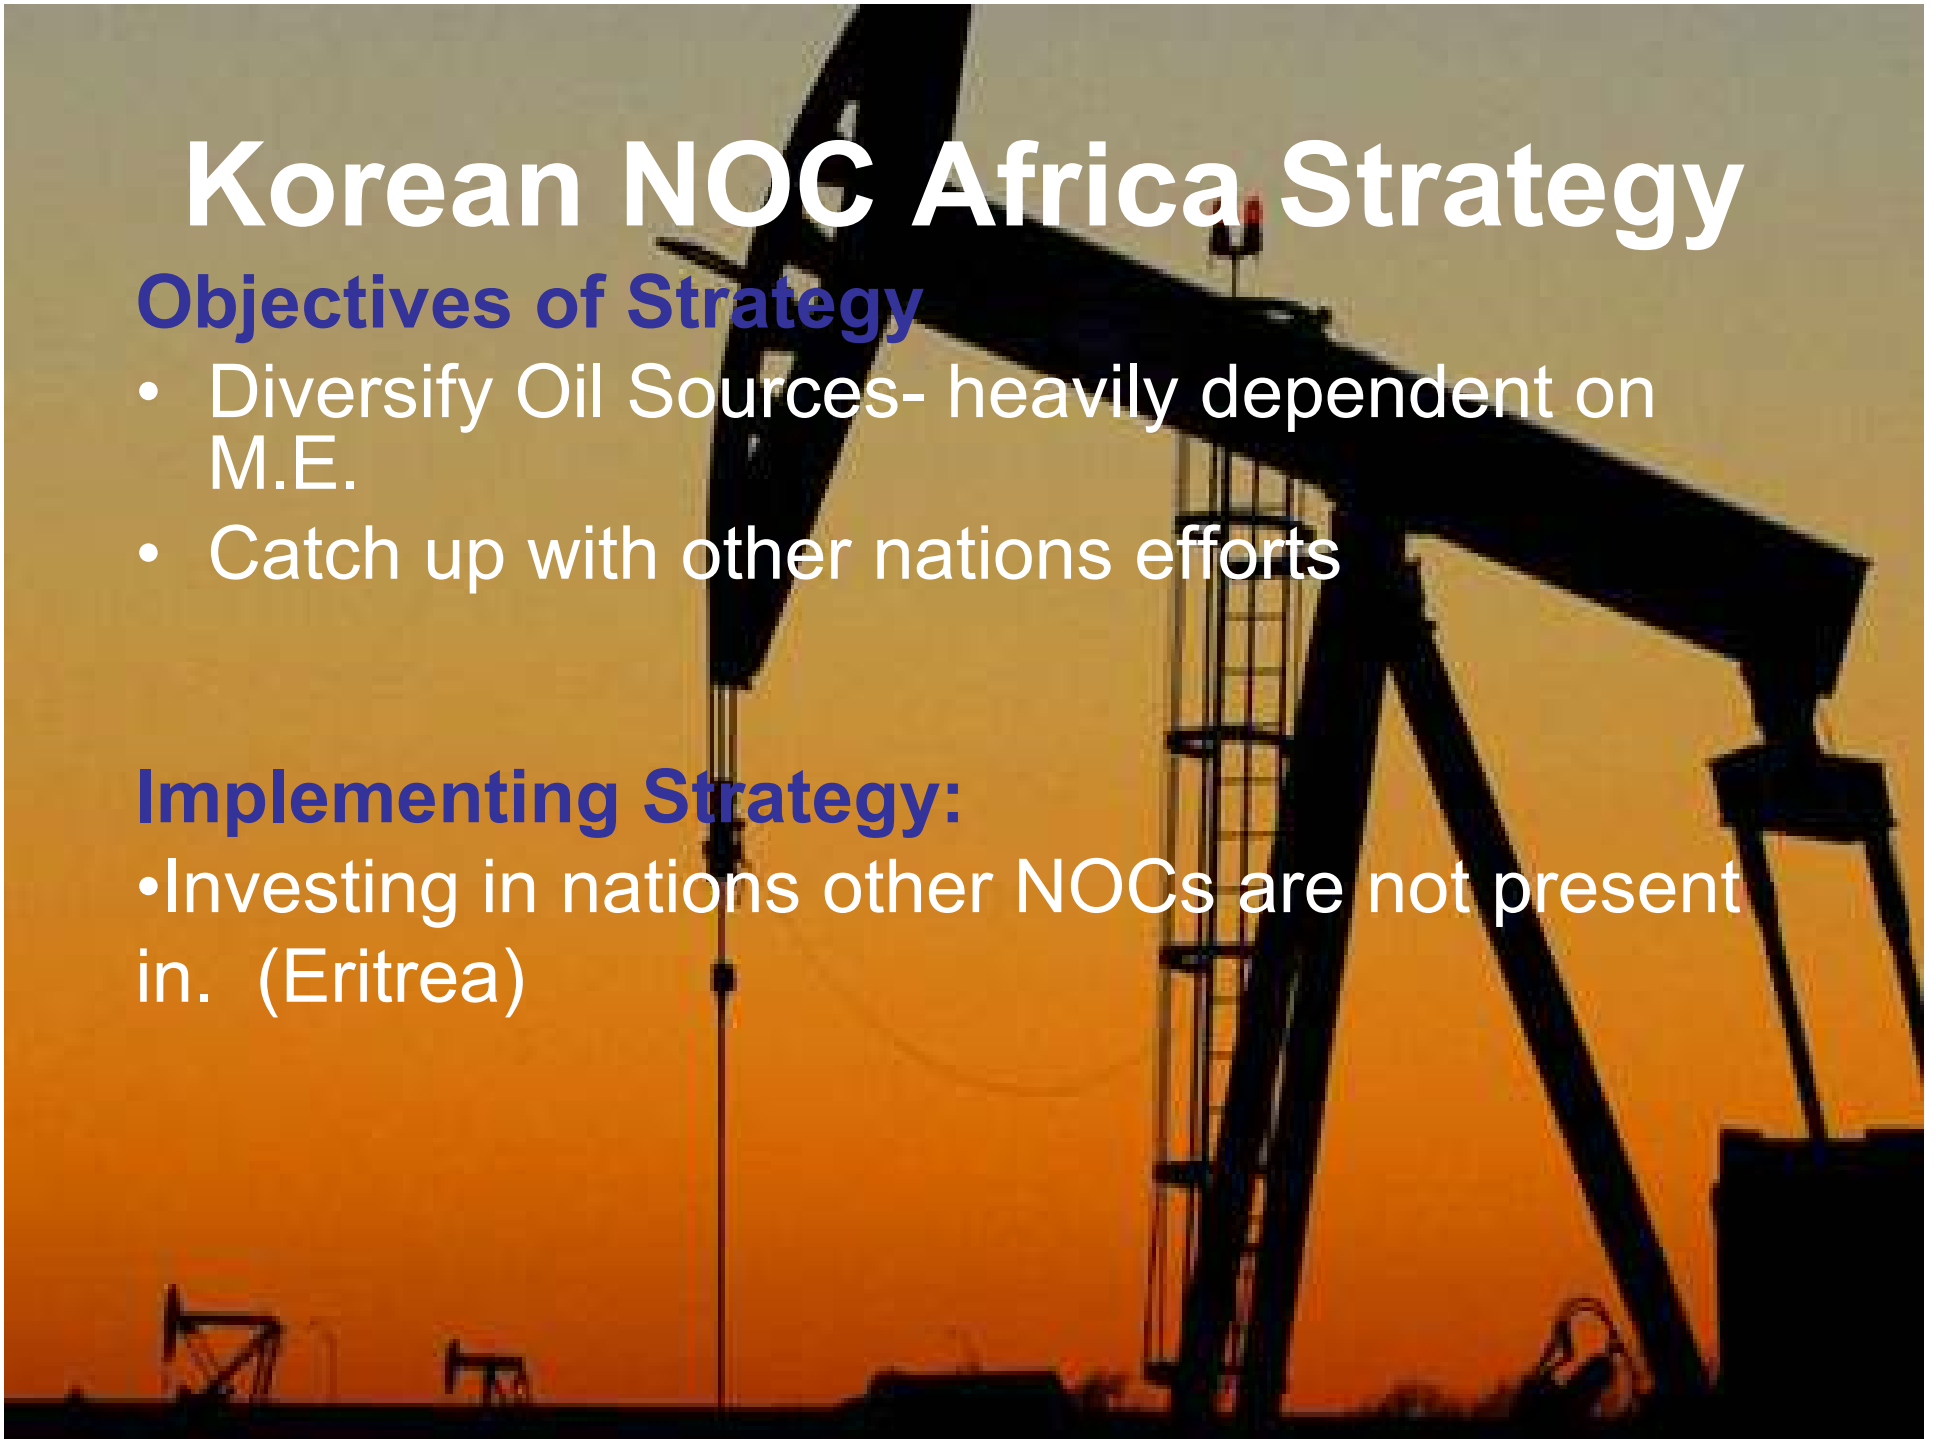 Korean NOC Africa Strategy
Objectives of Strategy
• Diversify Oil Sources- heavily dependent on
M.E.
• Catch up with other nations efforts
Implementing Strategy:
•Investing in nations other NOCs are not present
in.  (Eritrea)